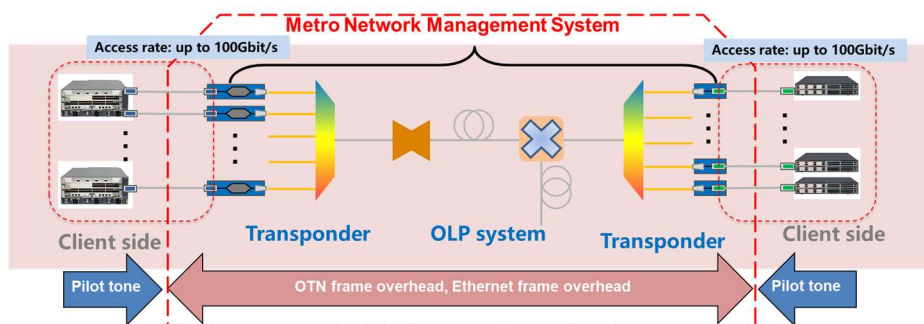 Metro Network Management System
Access rate: up to 100Gbit/s
Access rate: up to 100Gbit/s
Client side
Transponder
OLP system
Transponder
Client side
Pilot tone
OTN frame overhead, Ethernet frame overhead
Pilot tone